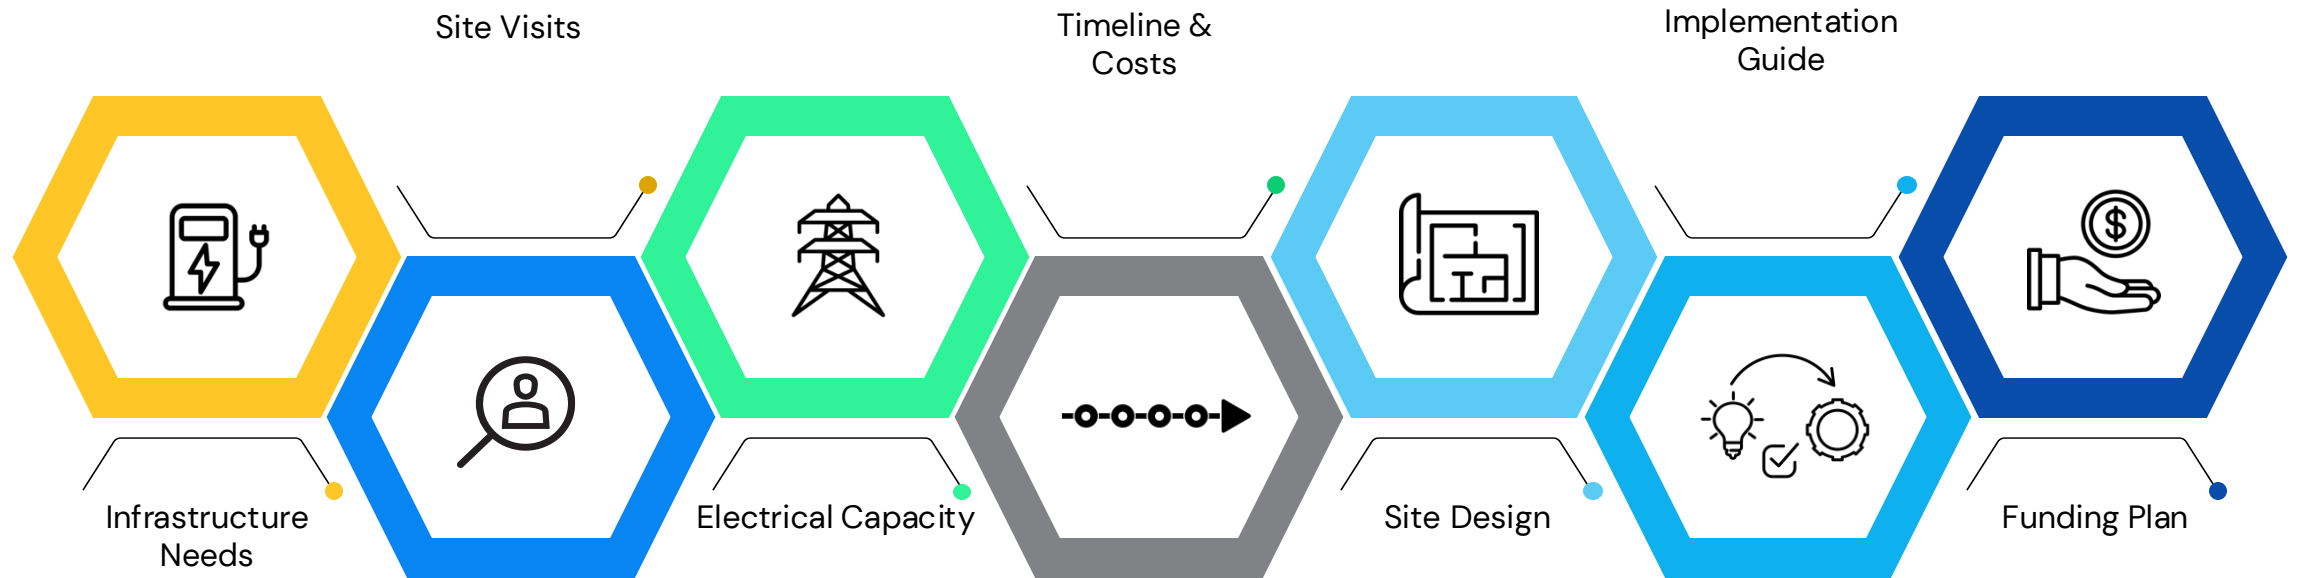 Site Visits
Timeline &
Costs
Implementation
Guide
Infrastructure
Needs
Electrical Capacity
Site Design
Funding Plan